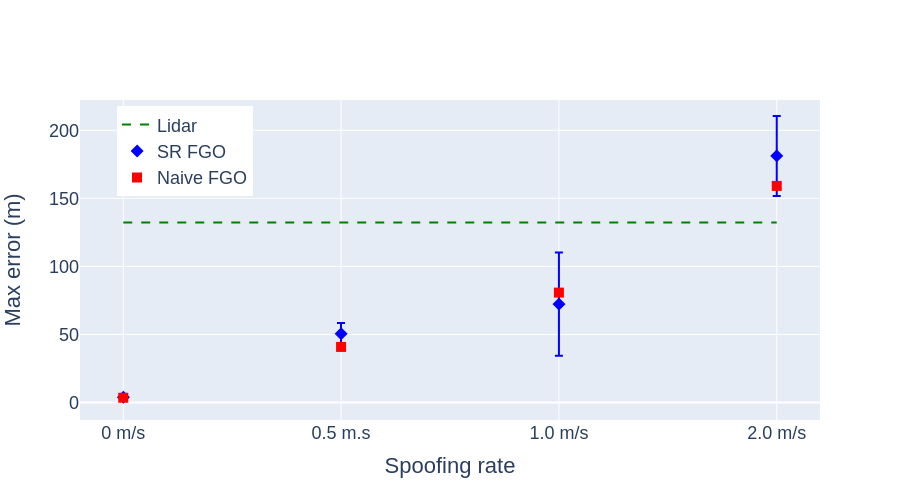 Lidar
SR FGO
Naive FGO
200
150
100
50
0
Max error (m)
0 m/s
0.5 m.s
1.0 m/s
2.0 m/s
Spoofing rate